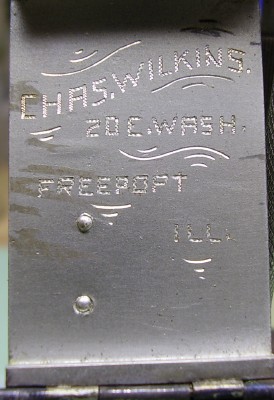 CHAS. WILKINS.
20 E. WASH.
FREEPORT
ILL.